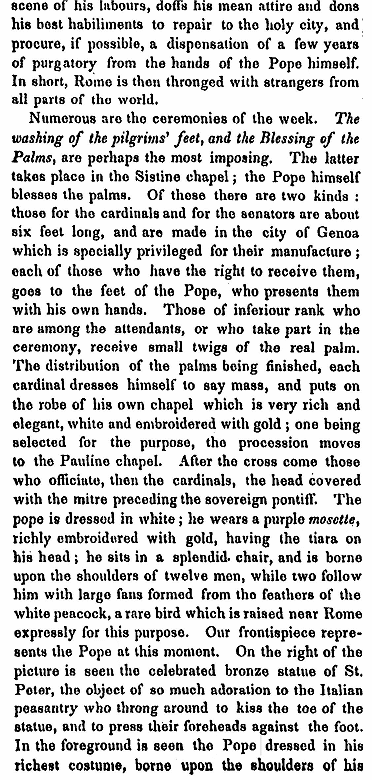 scene of his labours, doffs his mean attire and dons
his best habiliments to repair to the holy city, and
procure, if possible, a dispensation of a few years
of purgatory from the hands of the Pope himself.
In short, Rome is then thronged with strangers from
all parts of the world.
Numerous are the ceremonies of the week. The
washing of the pilgrims' feet, and the Blessing of the
Palms, are perhaps the most imposing. The latter
takes place in the Sistine chapel; the Pope himself
blesses the palms. Of these there are two kinds:
those for the cardinals and for the senators are about
six feet long, and are made in the city of Genoa
which is specially privileged for their manufacture;
each of those who have the right to receive them,
goes to the feet of the Pope, who presents them
with his own hands. Those of inferiour rank who
are among the attendants, or who take part in the
ceremony, receive small twigs of the real palm.
The distribution of the palms being finished, each
cardinal dresses himself to say mass, and puts on
the robe of his own chapel which is very rich and
elegant, white and embroidered with gold; one being
selected for the purpose, the procession moves
to the Pauline chapel. After the cross come those
who officiate, then the cardinals, the head covered
with the mitre preceding the sovereign pontiff. The
pope is dressed in white; he wears a purple mosette,
richly embroidered with gold, having the tiara on
his head; he sits in a splendid chair, and is borne
upon the shoulders of twelve men, while two follow
him with large fans formed from the feathers of the
white peacock, a rare bird which is raised near Rome
expressly for this purpose. Our frontispiece repre-
sents the Pope at this moment. On the right of the
picture is seen the celebrated bronze statue of St.
Peter, the object of so much adoration to the Italian
peasantry who throng around to kiss the toe of the
statue, and to press their foreheads against the foot.
In the foreground is seen the Pope dressed in his
richest costume, borne upon the shoulders of his